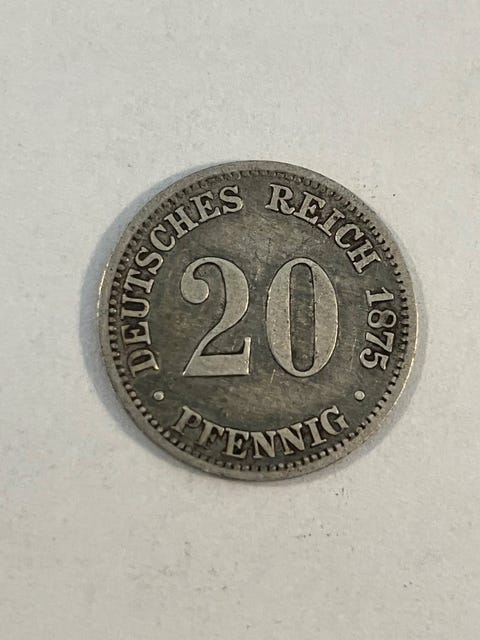 DEUTSCHES REICH 1875
20
• PFENNIG •